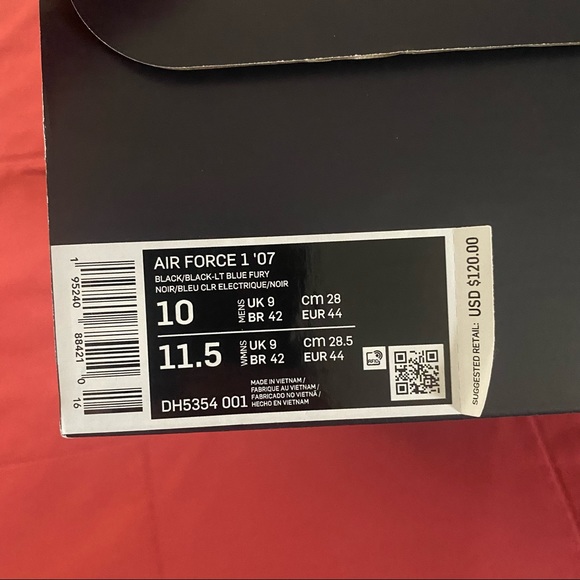 AIR FORCE 1 '07
BLACK/BLACK-LT BLUE FURY
NOIR/BLEU CLR ELECTRIQUE/NOIR
10 MENS UK 9 cm 28
BR 42 EUR 44
11.5 WMNS UK 9 cm 28.5
BR 42 EUR 44
MADE IN VIETNAM /
FABRIQUE AU VIETNAM /
FABRICADO NO VIETNÃ /
HECHO EN VIETNAM
DH5354 001
RFID
1 95240 88421 0 16
SUGGESTED RETAIL: USD $120.00